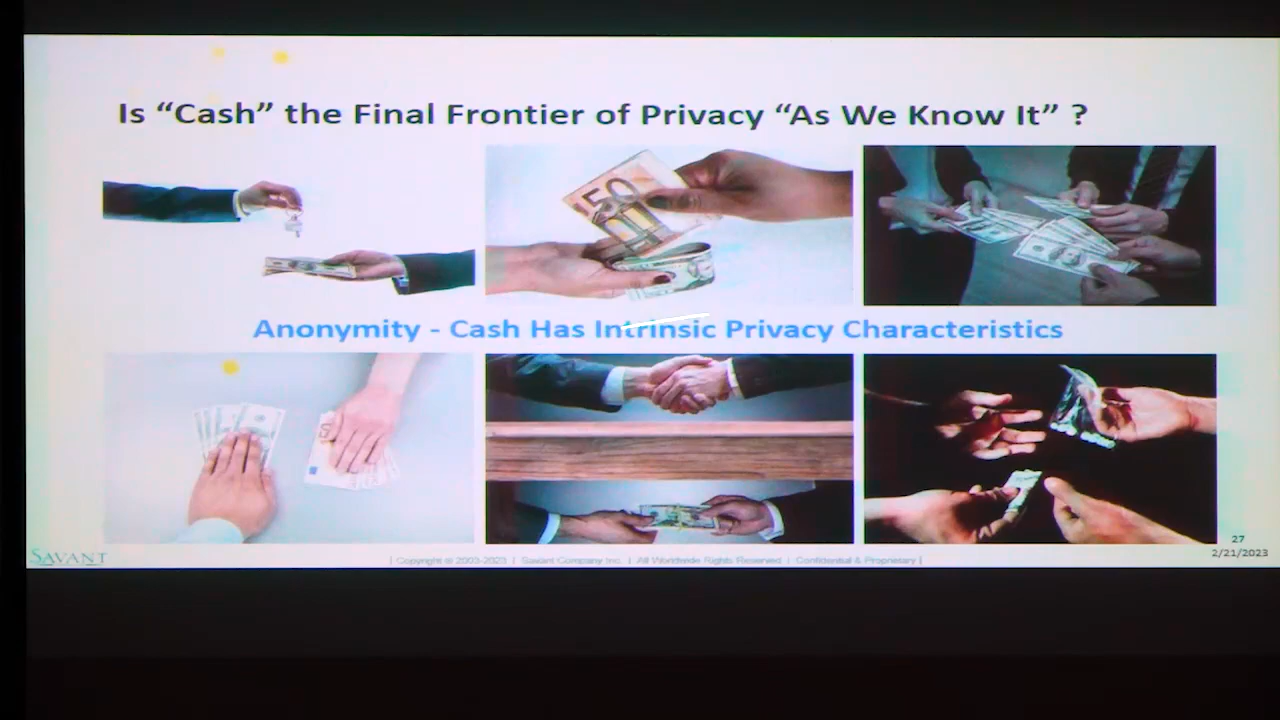 Is “Cash” the Final Frontier of Privacy “As We Know It” ?
50
Anonymity - Cash Has Intrinsic Privacy Characteristics
SAVANT
| Copyright © 2003-2023 | Savant Company Inc. | All Worldwide Rights Reserved | Confidential & Proprietary |
27
2/21/2023